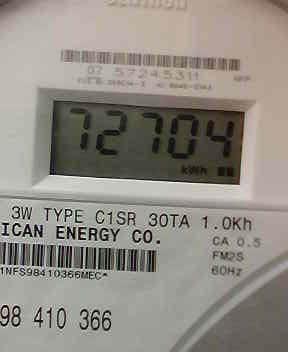 07 57245311
72704
kWh
3W TYPE C1SR 30TA 1.0Kh
ICAN ENERGY CO.
CA 0.5
FM2S
60Hz
1NFS98410366MEC*
98 410 366